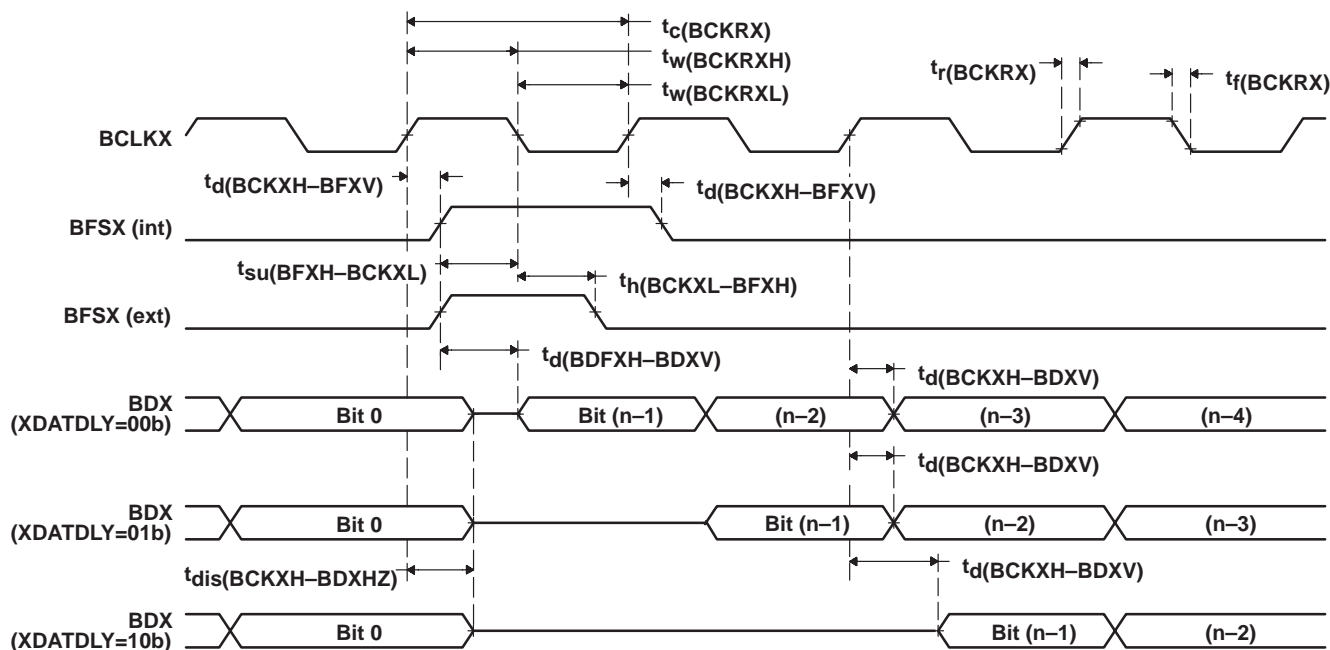 tc(BCKRX)
tw(BCKRXH)
tr(BCKRX)
tf(BCKRX)
tw(BCKRXL)
BCLKX
td(BCKXH–BFXV)
td(BCKXH–BFXV)
BFSX (int)
tsu(BFXH–BCKXL)
th(BCKXL–BFXH)
BFSX (ext)
td(BDFXH–BDXV)
td(BCKXH–BDXV)
BDX
(XDATDLY=00b)
Bit 0
Bit (n–1)
(n–2)
(n–3)
(n–4)
td(BCKXH–BDXV)
BDX
(XDATDLY=01b)
Bit 0
Bit (n–1)
(n–2)
(n–3)
tdis(BCKXH–BDXHZ)
td(BCKXH–BDXV)
BDX
(XDATDLY=10b)
Bit 0
Bit (n–1)
(n–2)